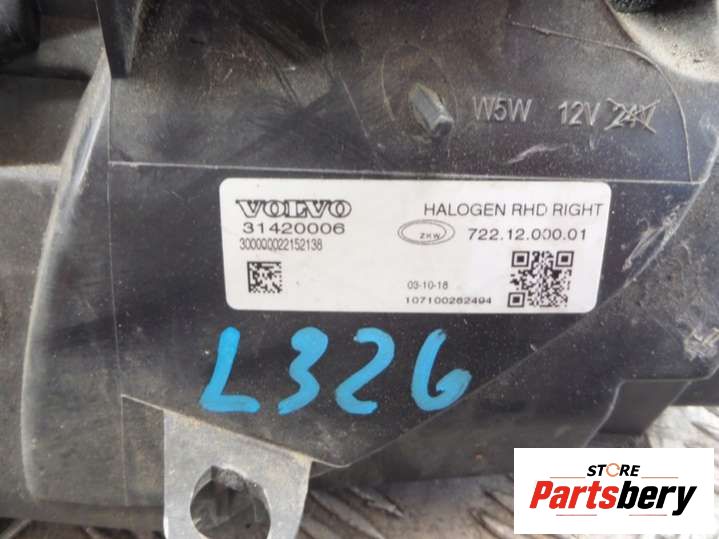 W5W 12V 24V
VOLVO
31420006
300000022152138
HALOGEN RHD RIGHT
ZKW 722.12.000.01
03-10-18
107100262494
L326
STORE
Partsbery